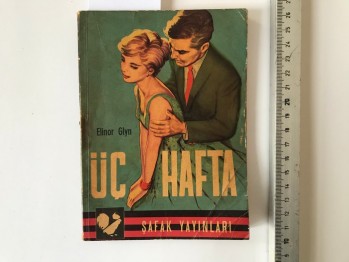 Elinor Glyn
ÜÇ HAFTA
ŞAFAK YAYINLARI